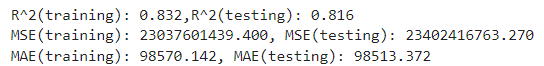 R^2(training): 0.832,R^2(testing): 0.816
MSE(training): 23037601439.400, MSE(testing): 23402416763.270
MAE(training): 98570.142, MAE(testing): 98513.372